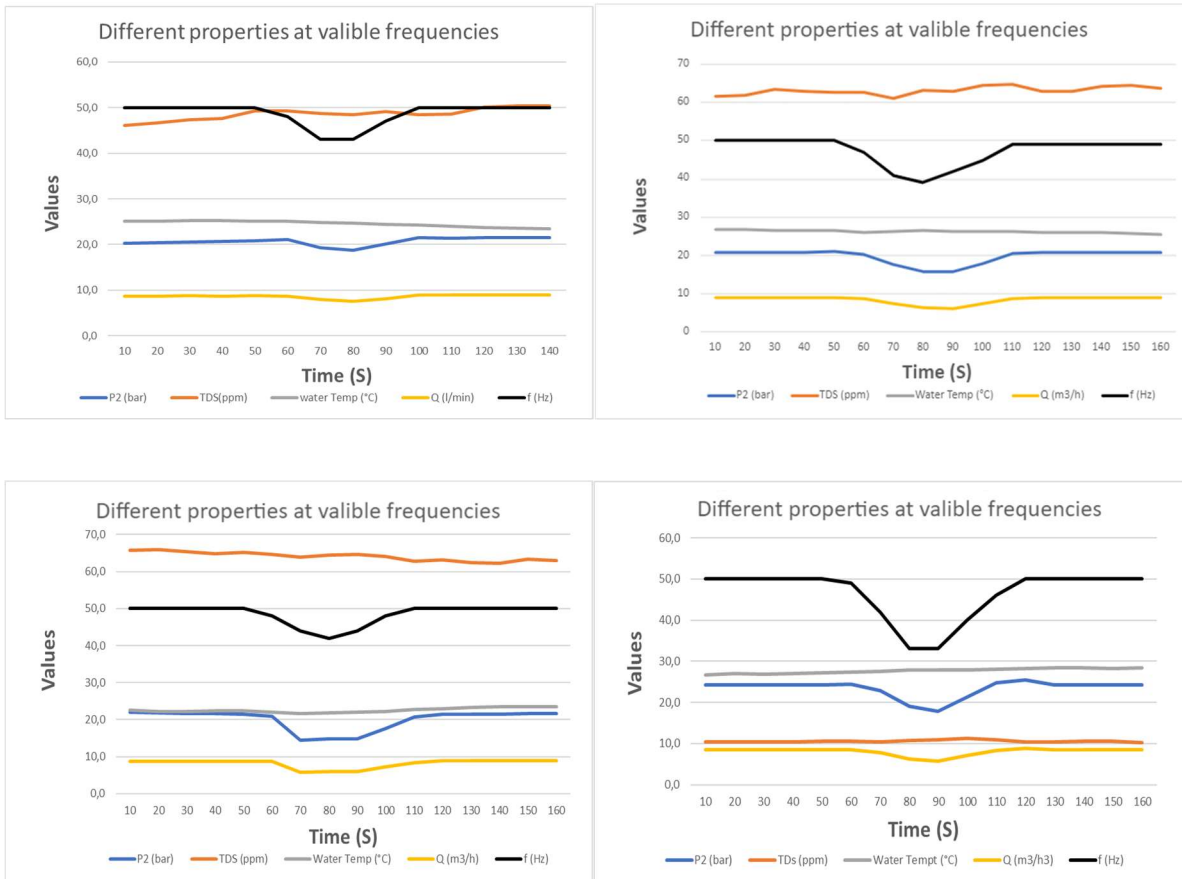 Different properties at valible frequencies
60,0
50,0
40,0
30,0
20,0
10,0
0,0
Values
10 20 30 40 50 60 70 80 90 100 110 120 130 140
Time (S)
P2 (bar) TDS(ppm) water Temp (°C) Q (l/min) f (Hz)
Different properties at valible frequencies
70
60
50
40
30
20
10
0
Values
10 20 30 40 50 60 70 80 90 100 110 120 130 140 150 160
Time (S)
P2 (bar) TDS (ppm) Water Temp (°C) Q (m3/h) f (Hz)
Different properties at valible frequencies
70,0
60,0
50,0
40,0
30,0
20,0
10,0
0,0
Values
10 20 30 40 50 60 70 80 90 100 110 120 130 140 150 160
Time (S)
P2 (bar) TDS (ppm) Water Temp (°C) Q (m3/h) f (Hz)
Different properties at valible frequencies
60,0
50,0
40,0
30,0
20,0
10,0
0,0
Values
10 20 30 40 50 60 70 80 90 100 110 120 130 140 150 160
Time (S)
P2 (bar) TDs (ppm) Water Tempt (°C) Q (m3/h3) f (Hz)